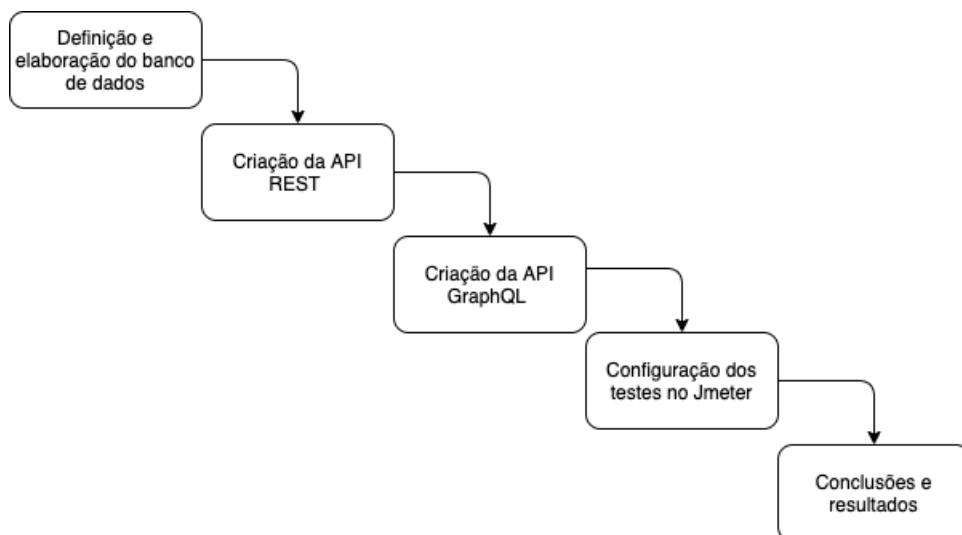 Definição e
elaboração do banco
de dados
Criação da API
REST
Criação da API
GraphQL
Configuração dos
testes no Jmeter
Conclusões e
resultados